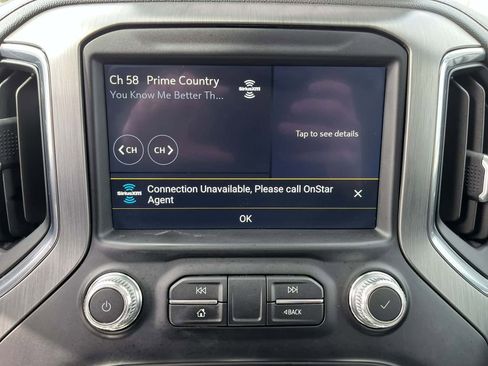 Ch 58 Prime Country
You Know Me Better Th...
SiriusXM
Tap to see details
CH
CH
SiriusXM
Connection Unavailable, Please call OnStar
Agent
OK
BACK